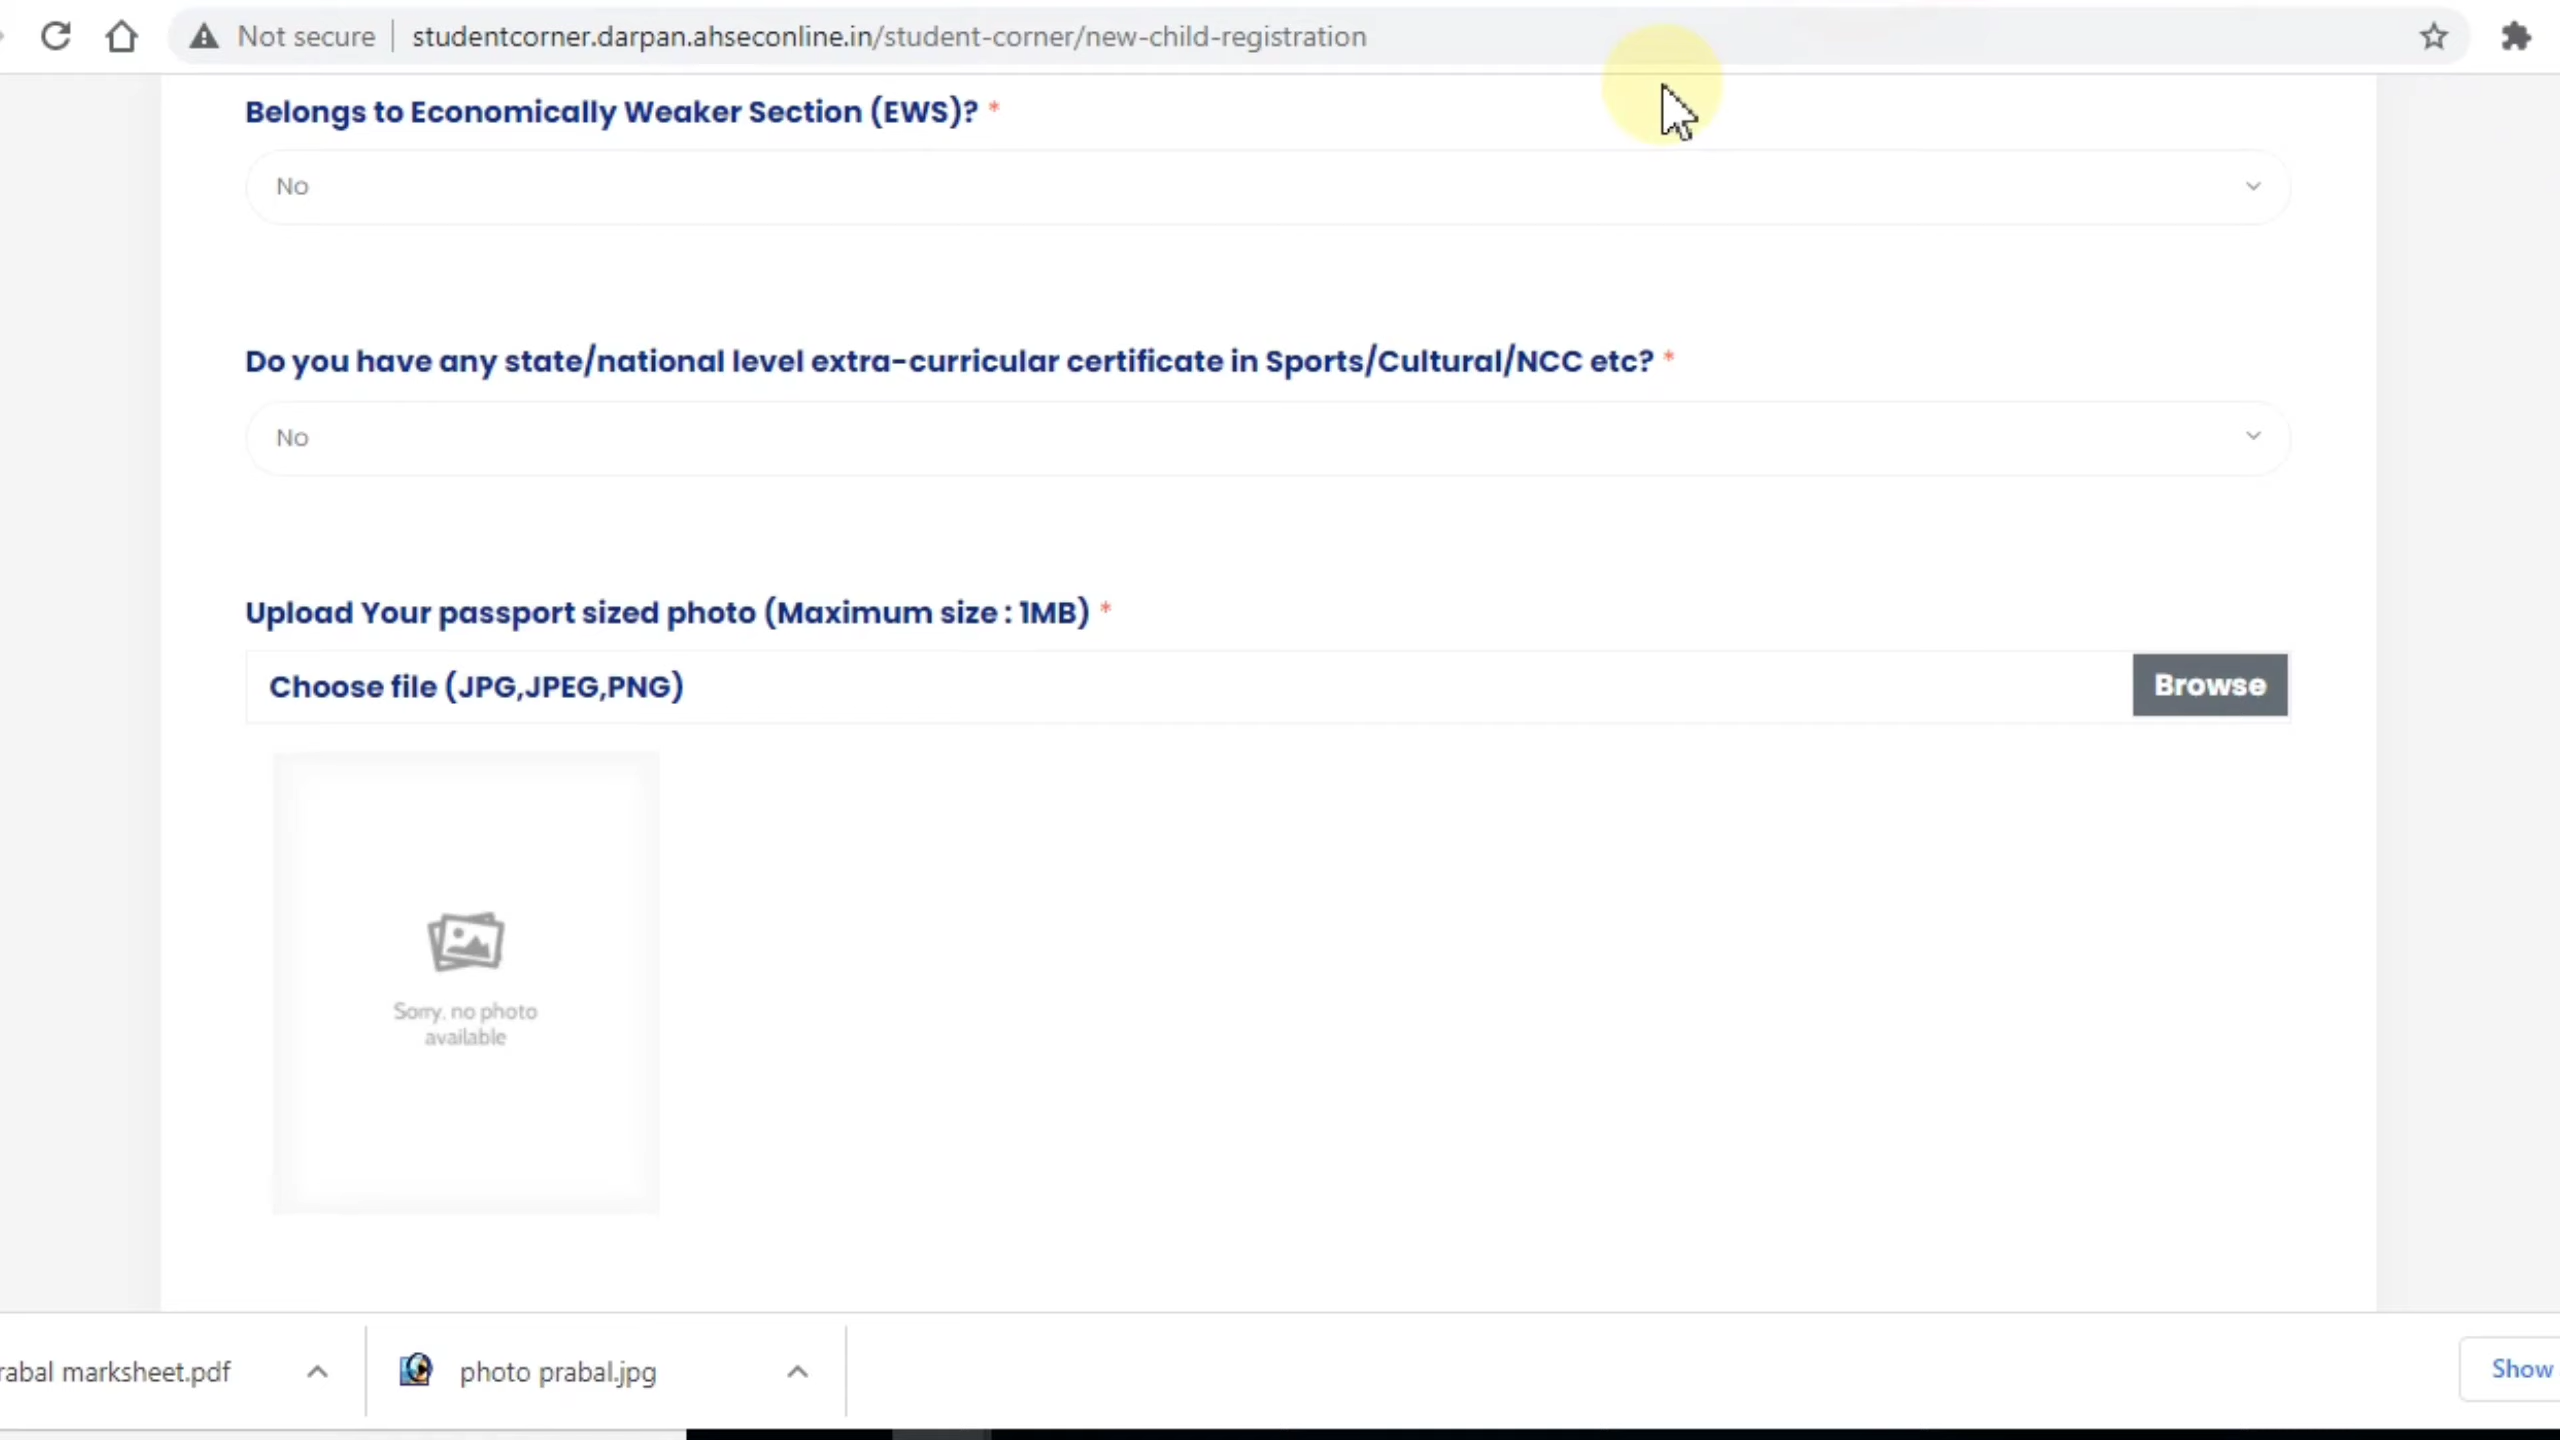 Not secure
studentcorner.darpan.ahseconline.in/student-corner/new-child-registration
Belongs to Economically Weaker Section (EWS)? *
No
Do you have any state/national level extra-curricular certificate in Sports/Cultural/NCC etc? *
No
Upload Your passport sized photo (Maximum size : 1MB) *
Choose file (JPG,JPEG,PNG)
Browse
Sorry, no photo
available
rabal marksheet.pdf
photo prabal.jpg
Show